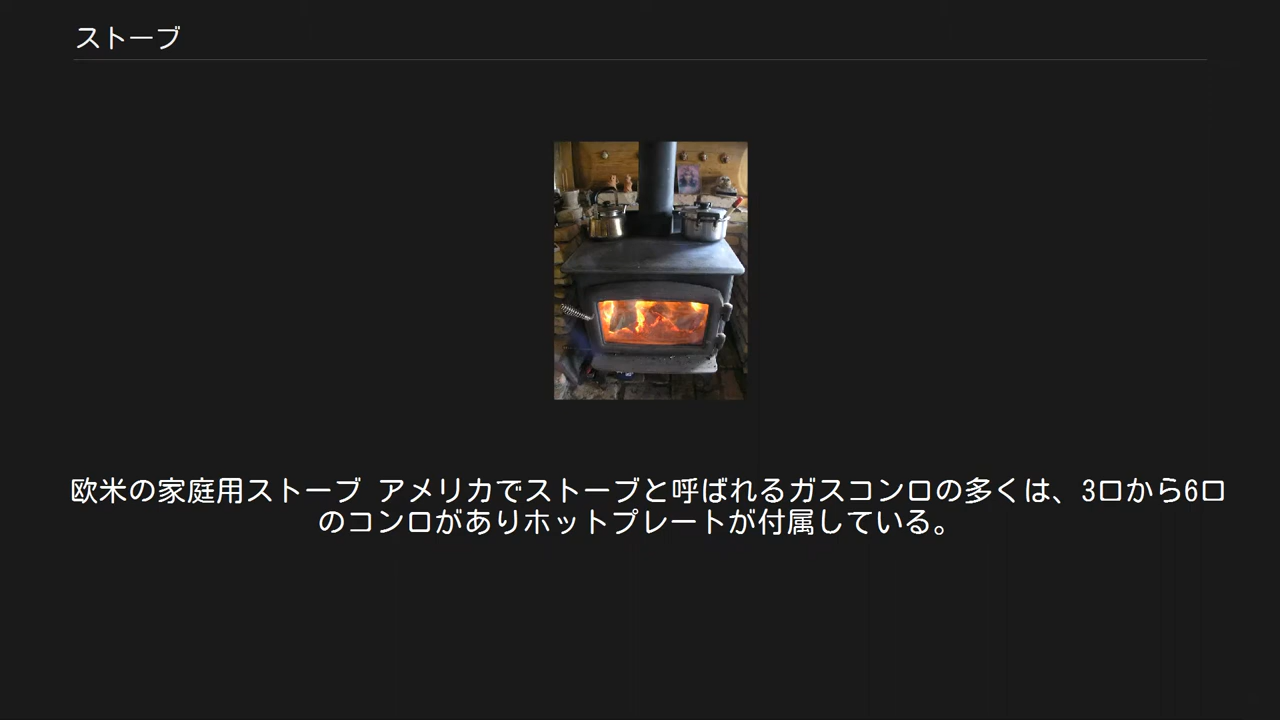 ストーブ
欧米の家庭用ストーブ アメリカでストーブと呼ばれるガスコンロの多くは、3口から6口
のコンロがありホットプレートが付属している。